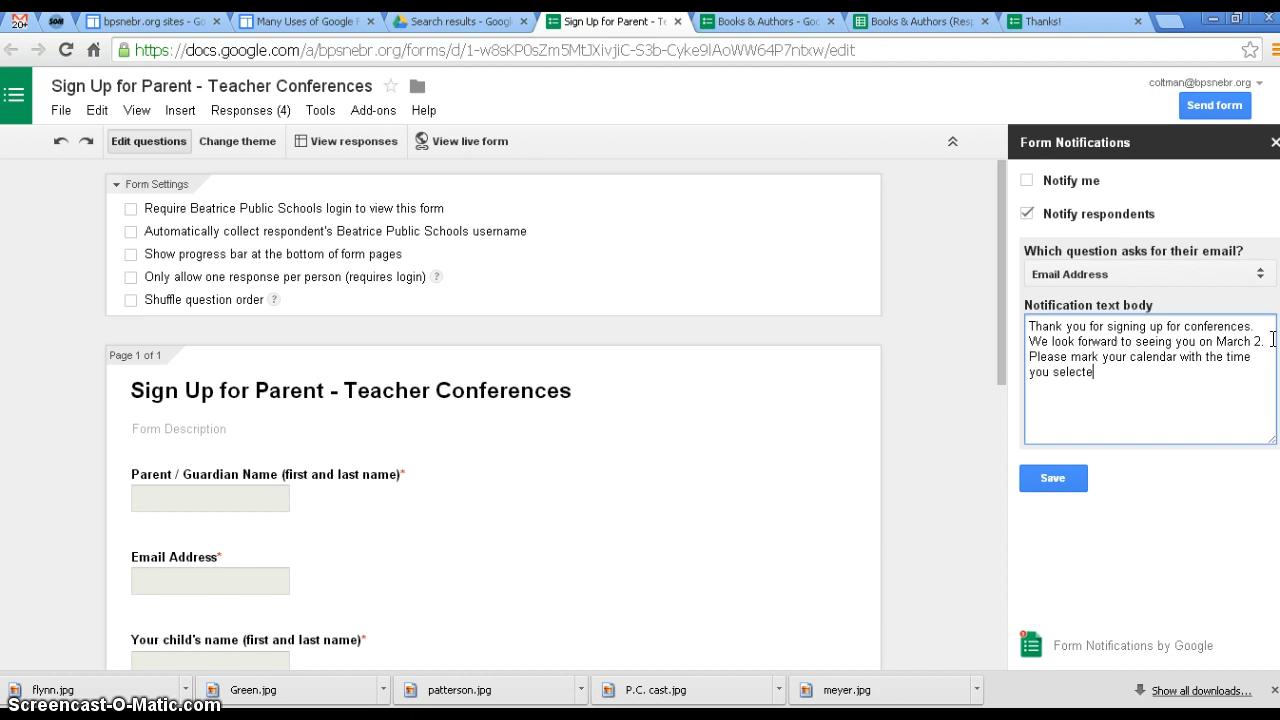 20+
SOM
bpsnebr.org sites - Go
Many Uses of Google F
Search results - Google
Sign Up for Parent - Te
Books & Authors - Goo
Books & Authors (Resp
Thanks!
https://docs.google.com/a/bpsnebr.org/forms/d/1-w8sKP0sZm5MtJXivjiC-S3b-Cyke9lAoWW64P7ntxw/edit
Sign Up for Parent - Teacher Conferences
coltman@bpsnebr.org
File Edit View Insert Responses (4) Tools Add-ons Help
Send form
Edit questions Change theme View responses View live form
Form Notifications
Form Settings
Require Beatrice Public Schools login to view this form
Automatically collect respondent's Beatrice Public Schools username
Show progress bar at the bottom of form pages
Only allow one response per person (requires login) ?
Shuffle question order ?
Notify me
Notify respondents
Which question asks for their email?
Email Address
Notification text body
Thank you for signing up for conferences.
We look forward to seeing you on March 2.
Please mark your calendar with the time
you selecte
Save
Page 1 of 1
Sign Up for Parent - Teacher Conferences
Form Description
Parent / Guardian Name (first and last name)*
Email Address*
Your child's name (first and last name)*
Form Notifications by Google
flynn.jpg
Green.jpg
patterson.jpg
P.C. cast.jpg
meyer.jpg
Show all downloads...
Screencast-O-Matic.com